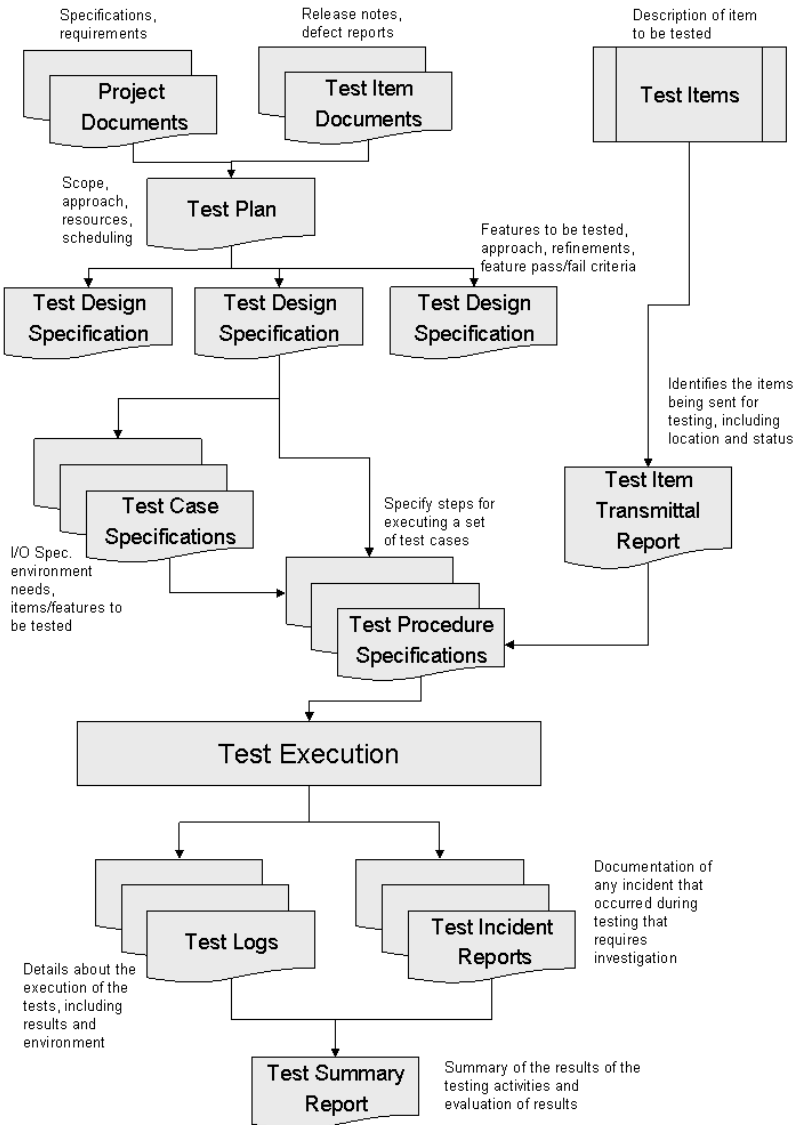 Specifications,
requirements
Release notes,
defect reports
Description of item
to be tested
Project
Documents
Test Item
Documents
Test Items
Scope,
approach,
resources,
scheduling
Test Plan
Features to be tested,
approach, refinements,
feature pass/fail criteria
Test Design
Specification
Test Design
Specification
Test Design
Specification
Identifies the items
being sent for
testing, including
location and status
Test Case
Specifications
Specify steps for
executing a set
of test cases
Test Item
Transmittal
Report
I/O Spec.
environment
needs,
items/features to
be tested
Test Procedure
Specifications
Test Execution
Test Logs
Test Incident
Reports
Documentation of
any incident that
occurred during
testing that
requires
investigation
Details about the
execution of the
tests, including
results and
environment
Test Summary
Report
Summary of the results of the
testing activities and
evaluation of results